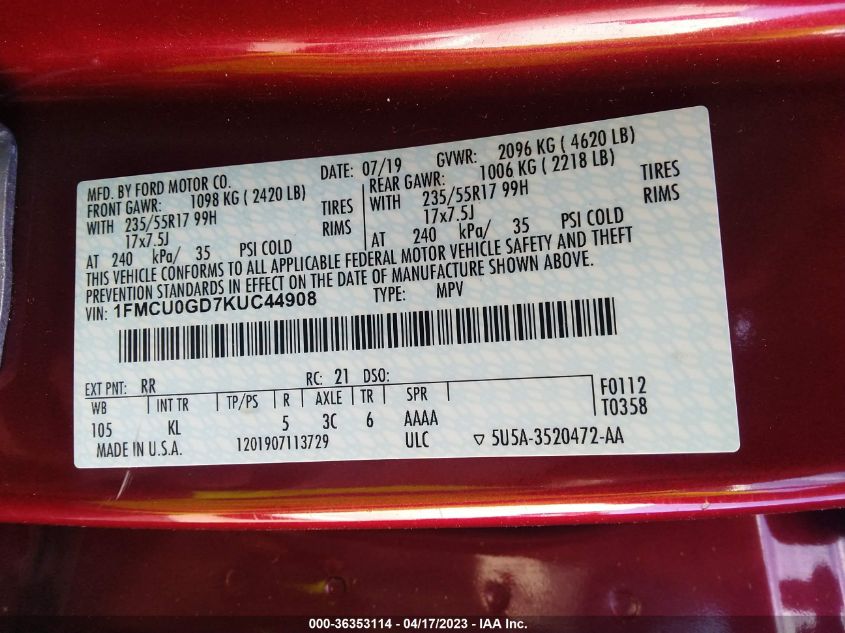 MFD. BY FORD MOTOR CO. DATE: 07/19 GVWR: 2096 KG ( 4620 LB)
FRONT GAWR: 1098 KG ( 2420 LB) REAR GAWR: 1006 KG ( 2218 LB)
WITH 235/55R17 99H TIRES WITH 235/55R17 99H TIRES
17x7.5J RIMS 17x7.5J RIMS
AT 240 kPa/ 35 PSI COLD AT 240 kPa/ 35 PSI COLD
THIS VEHICLE CONFORMS TO ALL APPLICABLE FEDERAL MOTOR VEHICLE SAFETY AND THEFT
PREVENTION STANDARDS IN EFFECT ON THE DATE OF MANUFACTURE SHOWN ABOVE.
VIN: 1FMCU0GD7KUC44908 TYPE: MPV
EXT PNT: RR RC: 21 DSO:
WB INT TR TP/PS R AXLE TR SPR F0112
105 KL 5 3C 6 AAAA T0358
MADE IN U.S.A. 1201907113729 ULC ▽ 5U5A-3520472-AA
000-36353114 - 04/17/2023 - IAA Inc.